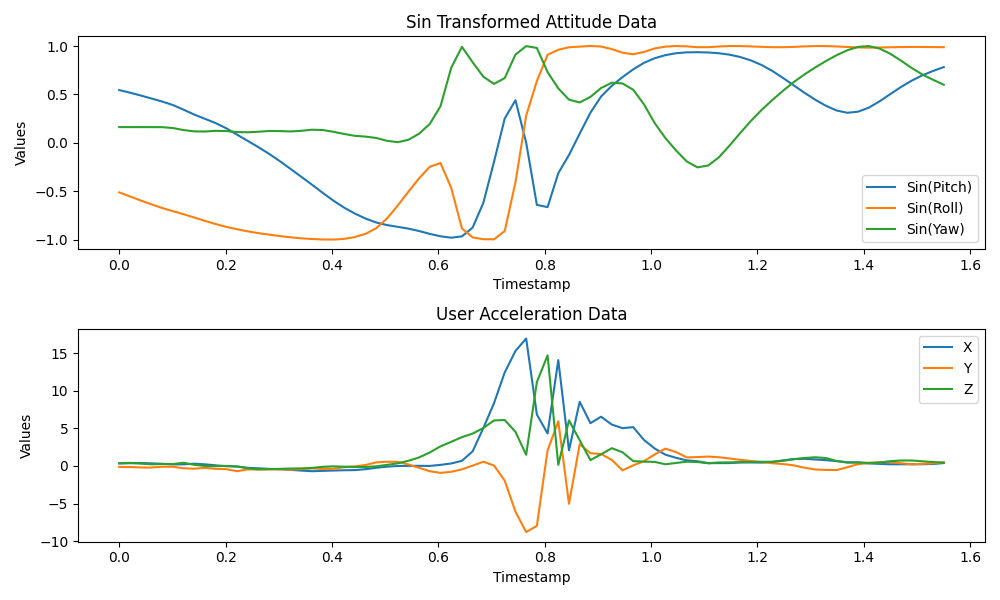 Sin Transformed Attitude Data
1.0
0.5
0.0
−0.5
−1.0
Values
Sin(Pitch)
Sin(Roll)
Sin(Yaw)
0.0 0.2 0.4 0.6 0.8 1.0 1.2 1.4 1.6
Timestamp
User Acceleration Data
15
10
5
0
−5
−10
Values
X
Y
Z
0.0 0.2 0.4 0.6 0.8 1.0 1.2 1.4 1.6
Timestamp